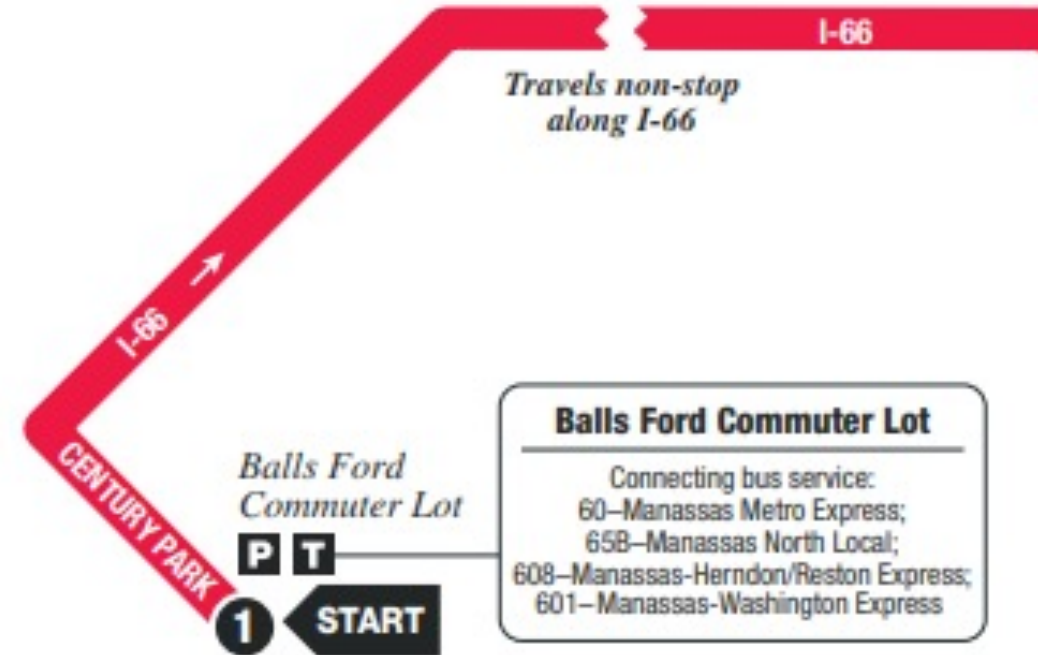 I-66
Travels non-stop
along I-66
I-66
CENTURY PARK
Balls Ford
Commuter Lot
P T
1
START
Balls Ford Commuter Lot
Connecting bus service:
60–Manassas Metro Express;
65B–Manassas North Local;
608–Manassas-Herndon/Reston Express;
601–Manassas-Washington Express